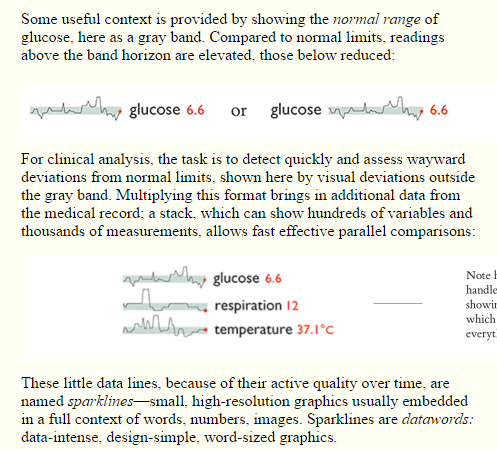 Some useful context is provided by showing the normal range of
glucose, here as a gray band. Compared to normal limits, readings
above the band horizon are elevated, those below reduced:
glucose 6.6 or glucose 6.6
For clinical analysis, the task is to detect quickly and assess wayward
deviations from normal limits, shown here by visual deviations outside
the gray band. Multiplying this format brings in additional data from
the medical record; a stack, which can show hundreds of variables and
thousands of measurements, allows fast effective parallel comparisons:
glucose 6.6
respiration 12
temperature 37.1°C
Note
handle
showin
which
everyt
These little data lines, because of their active quality over time, are
named sparklines—small, high-resolution graphics usually embedded
in a full context of words, numbers, images. Sparklines are datawords:
data-intense, design-simple, word-sized graphics.